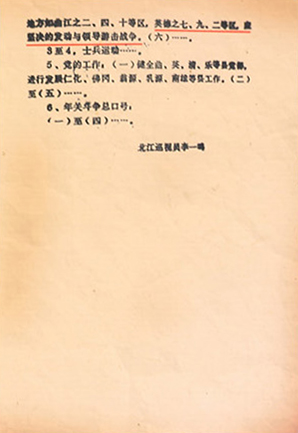 地方如曲江之二、四、十等区，英德之七、九、二等区，应
坚决的发动与领导游击战争。（六）……。
3至4，士兵运动……。
5、党的工作：（一）健全曲、英、清、乐等县党部，
进行发展仁化、佛冈、翁源、乳源、南雄等县工作。（二）
至（五）……。
6、年关斗争总口号：
（一）至（四）……。
北江巡视员李一鸣